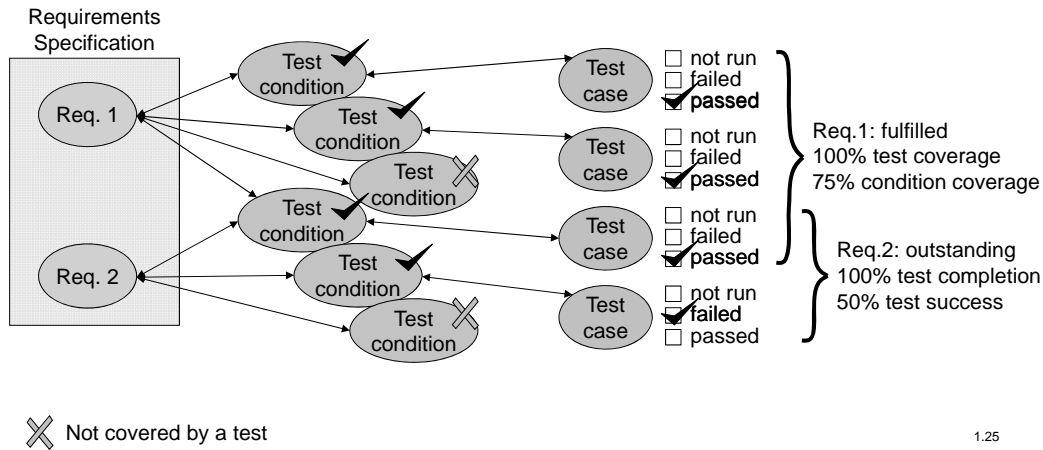 Requirements
Specification
Req. 1
Req. 2
Test
condition
Test
condition
Test
condition
Test
condition
Test
condition
Test
condition
Test
case
not run
failed
passed
Test
case
not run
failed
passed
Test
case
not run
failed
passed
Test
case
not run
failed
passed
Req.1: fulfilled
100% test coverage
75% condition coverage
Req.2: outstanding
100% test completion
50% test success
Not covered by a test
1.25